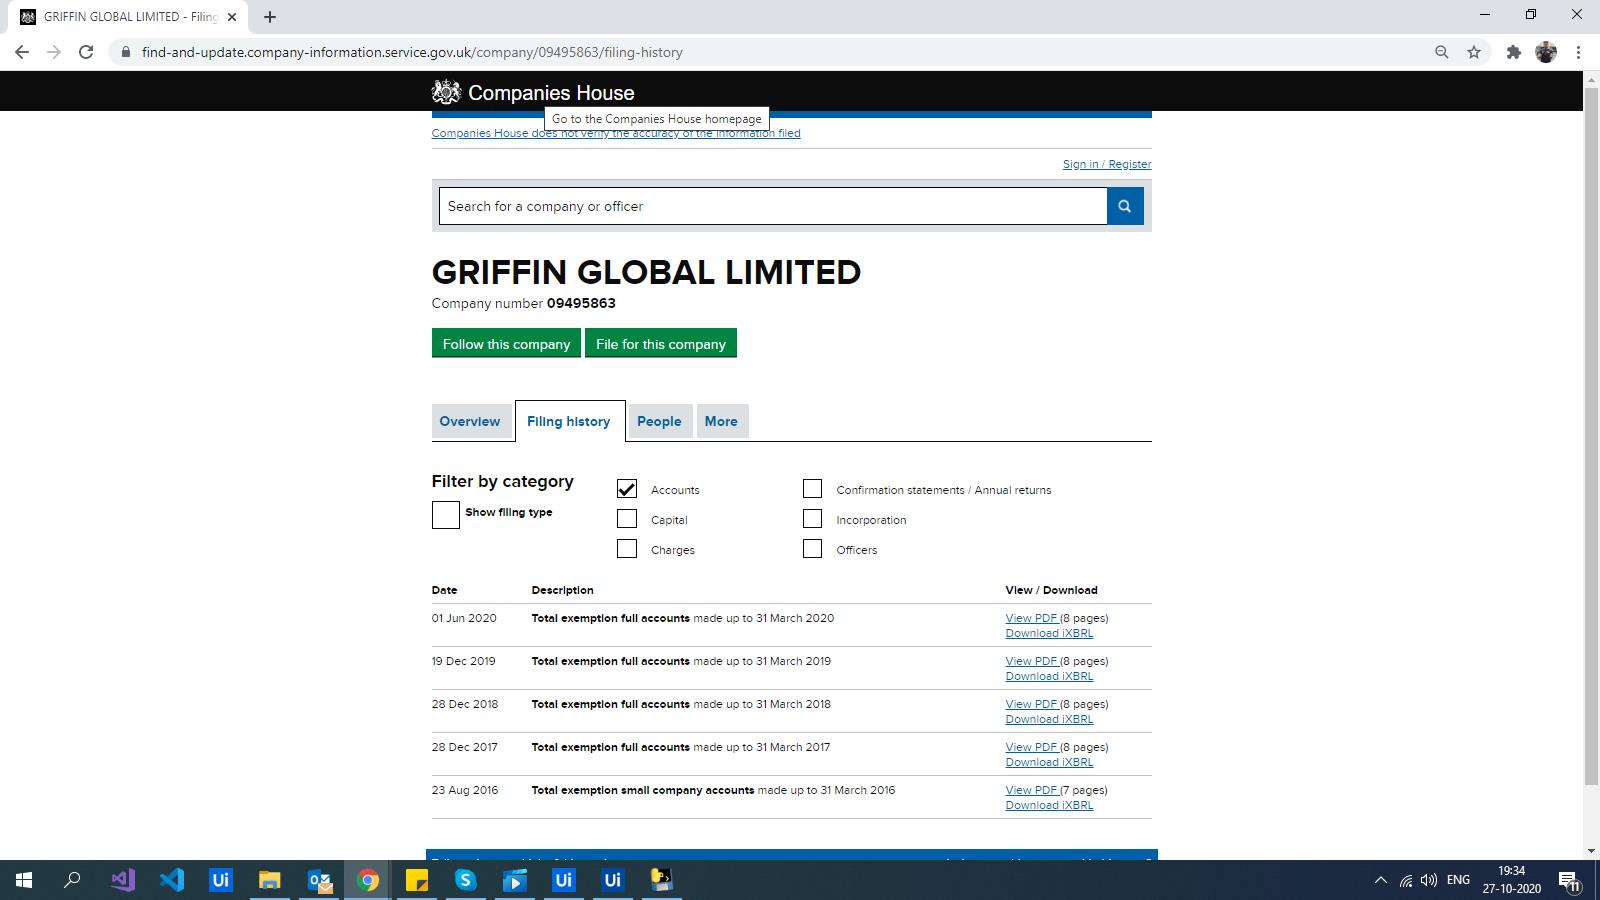 GRIFFIN GLOBAL LIMITED - Filing
find-and-update.company-information.service.gov.uk/company/09495863/filing-history
Companies House
Go to the Companies House homepage
Companies House does not verify the accuracy of the information filed
Sign in / Register
Search for a company or officer
GRIFFIN GLOBAL LIMITED
Company number 09495863
Follow this company File for this company
Overview Filing history People More
Filter by category
Show filing type
Accounts Confirmation statements / Annual returns
Capital Incorporation
Charges Officers
Date Description View / Download
01 Jun 2020 Total exemption full accounts made up to 31 March 2020 View PDF (8 pages)
Download iXBRL
19 Dec 2019 Total exemption full accounts made up to 31 March 2019 View PDF (8 pages)
Download iXBRL
28 Dec 2018 Total exemption full accounts made up to 31 March 2018 View PDF (8 pages)
Download iXBRL
28 Dec 2017 Total exemption full accounts made up to 31 March 2017 View PDF (8 pages)
Download iXBRL
23 Aug 2016 Total exemption small company accounts made up to 31 March 2016 View PDF (7 pages)
Download iXBRL
Ui Ui Ui
ENG
19:34
27-10-2020
11